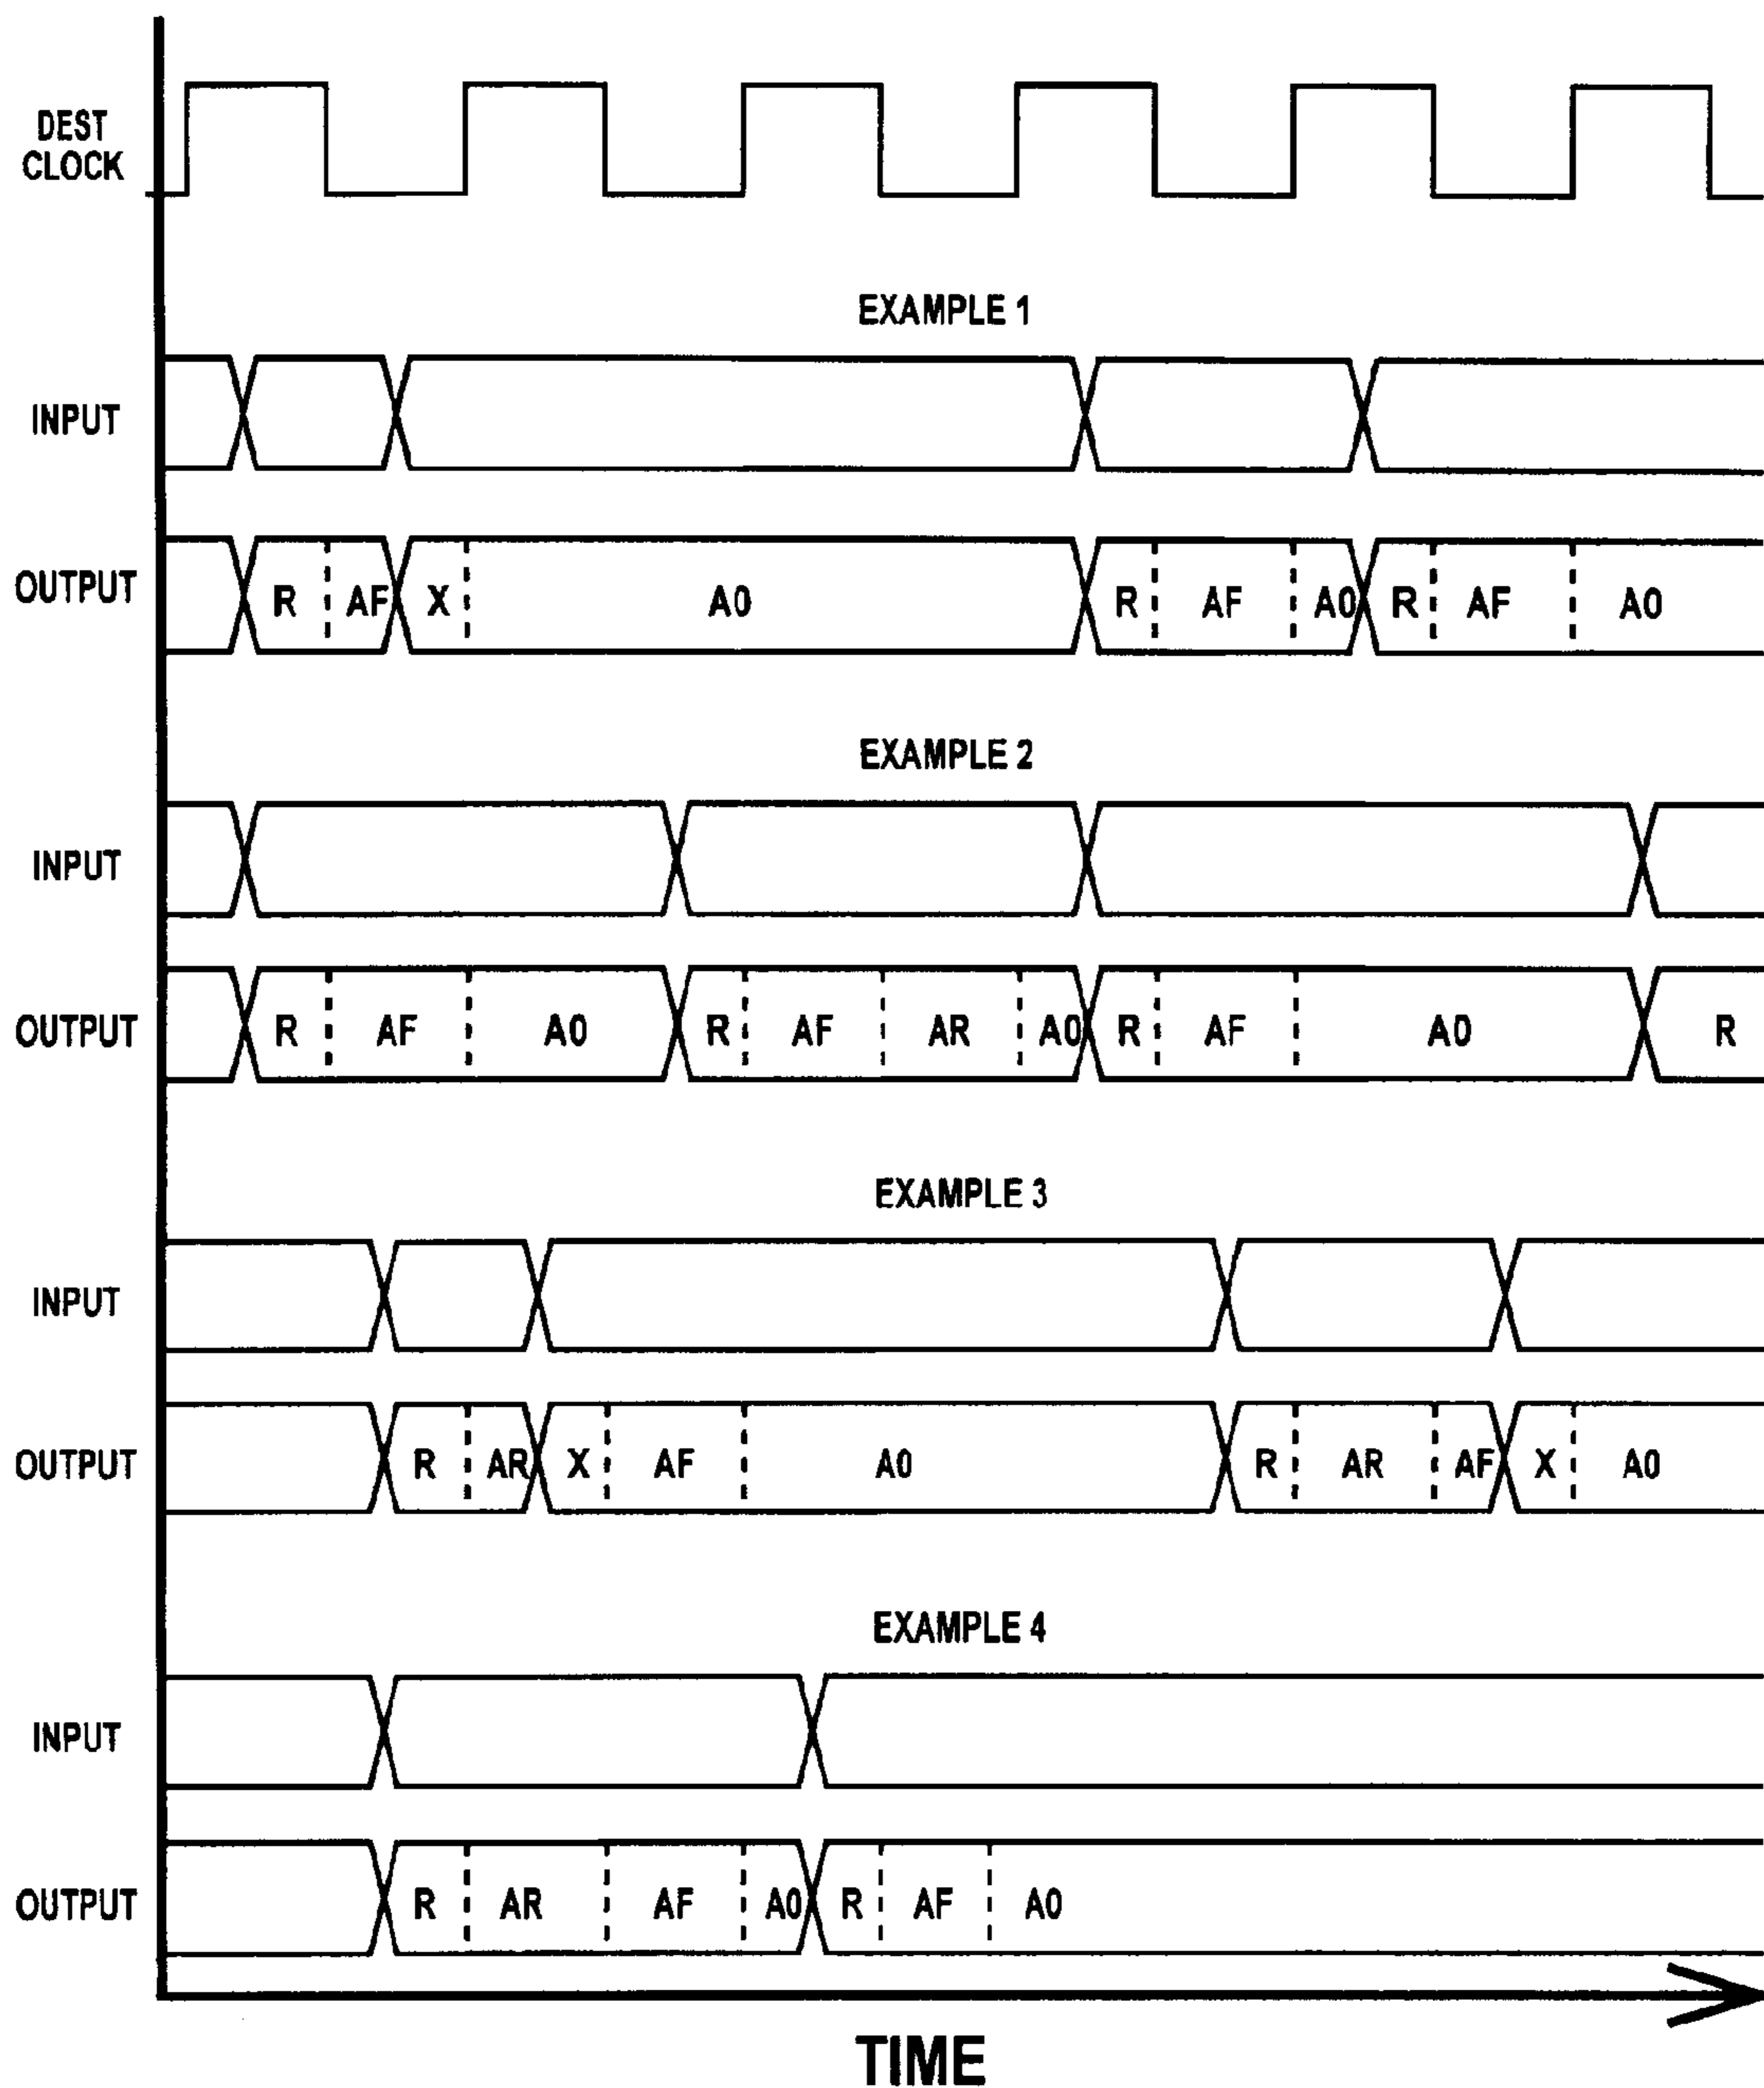 DEST
CLOCK
EXAMPLE 1
INPUT
OUTPUT R AF X A0 R AF A0 R AF A0
EXAMPLE 2
INPUT
OUTPUT R AF A0 R AF AR A0 R AF A0 R
EXAMPLE 3
INPUT
OUTPUT R AR X AF A0 R AR AF X A0
EXAMPLE 4
INPUT
OUTPUT R AR AF A0 R AF A0
TIME